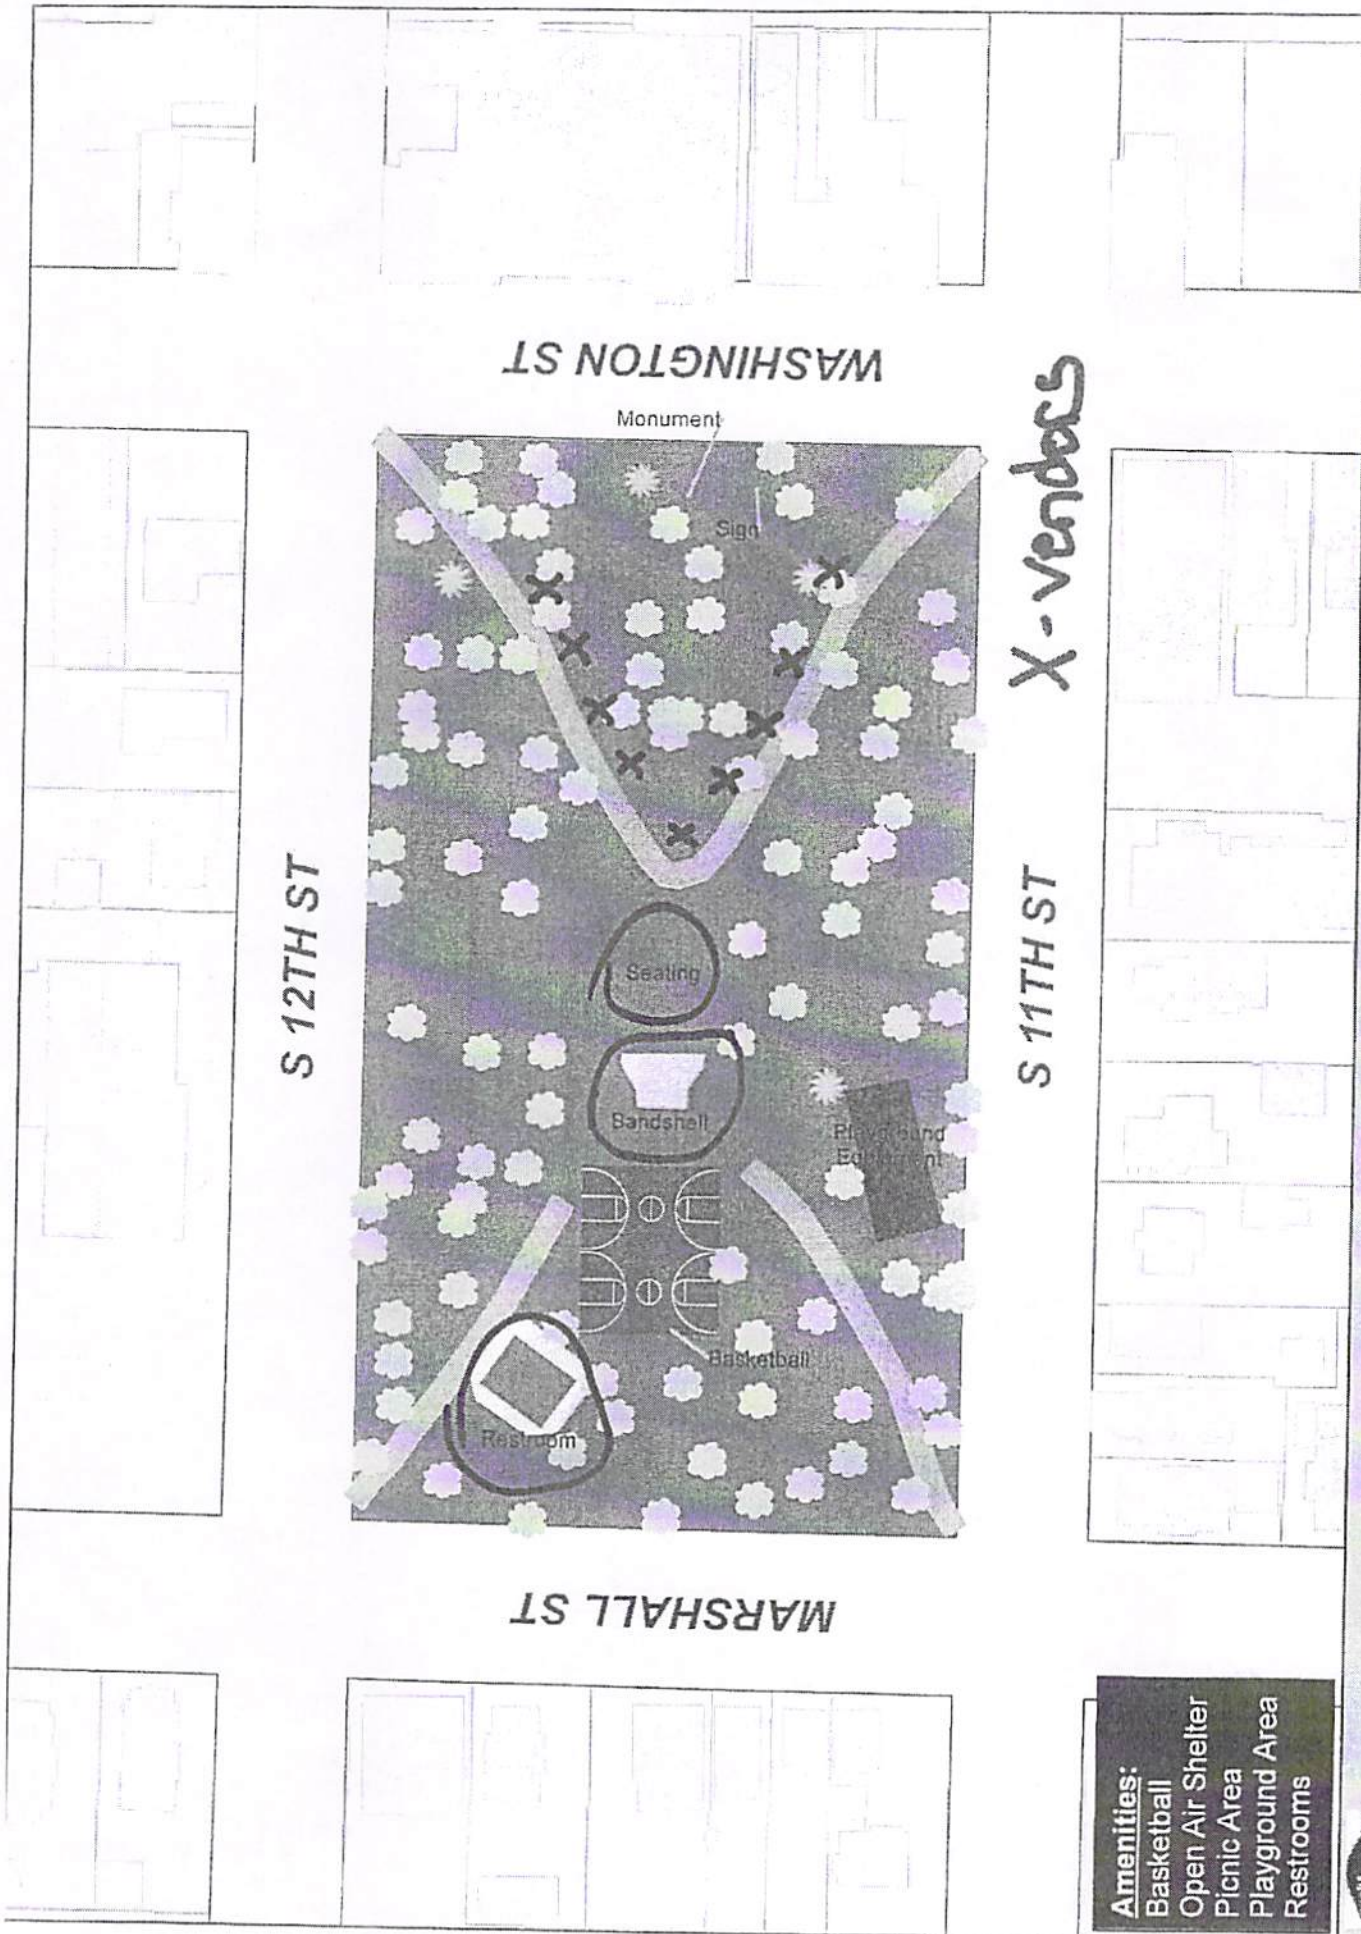 WASHINGTON ST
Monument
Sign
X - vendors
S 12TH ST
S 11TH ST
Seating
Bandshell
Playground
Equipment
Basketball
Restroom
MARSHALL ST
Amenities:
Basketball
Open Air Shelter
Picnic Area
Playground Area
Restrooms